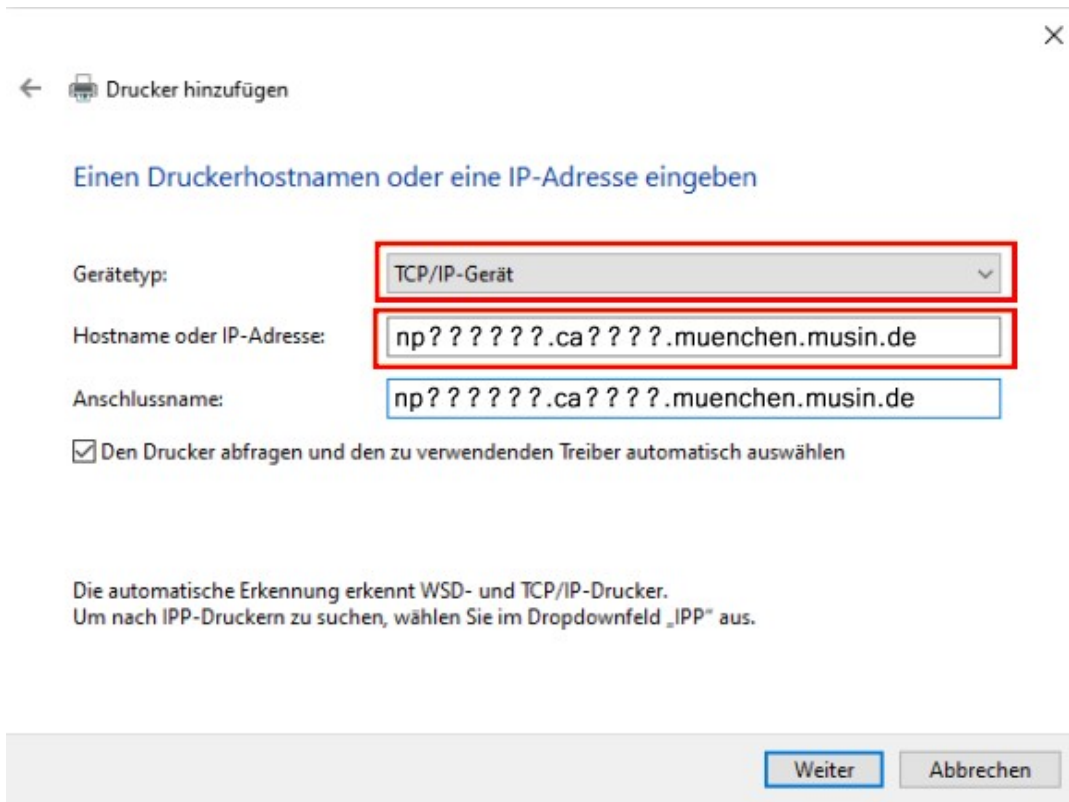 Drucker hinzufügen
Einen Druckerhostnamen oder eine IP-Adresse eingeben
Gerätetyp: TCP/IP-Gerät
Hostname oder IP-Adresse: np??????.ca????.muenchen.musin.de
Anschlussname: np??????.ca????.muenchen.musin.de
Den Drucker abfragen und den zu verwendenden Treiber automatisch auswählen
Die automatische Erkennung erkennt WSD- und TCP/IP-Drucker.
Um nach IPP-Druckern zu suchen, wählen Sie im Dropdownfeld „IPP“ aus.
Weiter Abbrechen